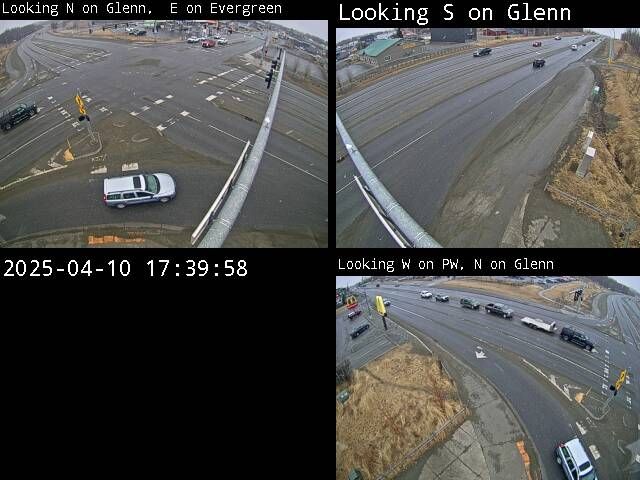 Looking N on Glenn,  E on Evergreen
Looking S on Glenn
2025-04-10 17:39:58
Looking W on PW, N on Glenn